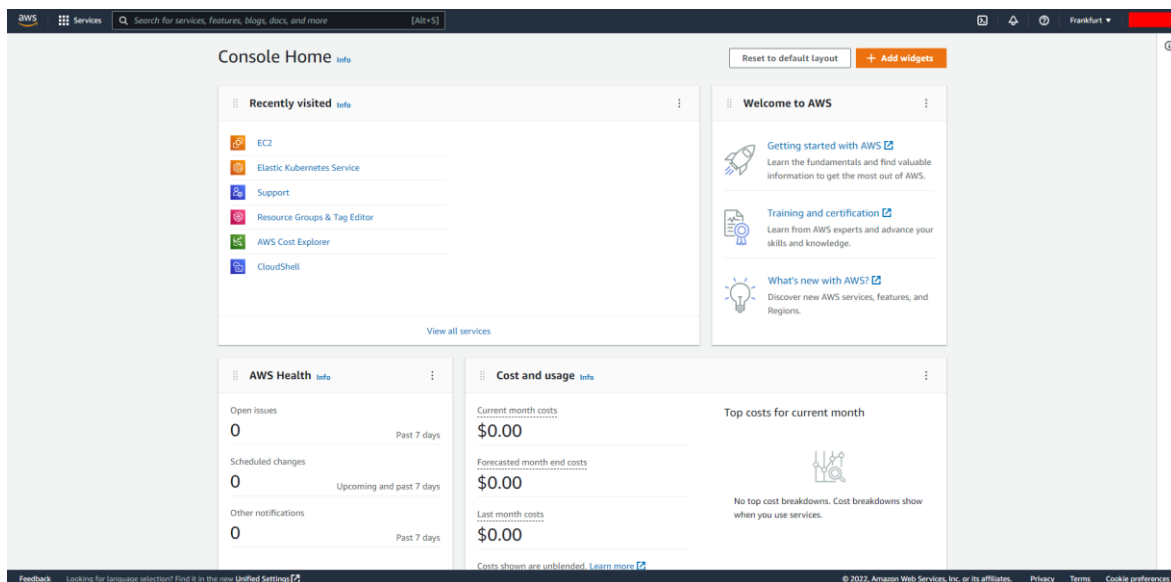 aws
Services
Search for services, features, blogs, docs, and more
[Alt+S]
Frankfurt
Console Home Info
Reset to default layout
+ Add widgets
Recently visited Info
EC2
Elastic Kubernetes Service
Support
Resource Groups & Tag Editor
AWS Cost Explorer
CloudShell
View all services
Welcome to AWS
Getting started with AWS
Learn the fundamentals and find valuable
information to get the most out of AWS.
Training and certification
Learn from AWS experts and advance your
skills and knowledge.
What's new with AWS?
Discover new AWS services, features, and
Regions.
AWS Health Info
Open issues
0
Past 7 days
Scheduled changes
0
Upcoming and past 7 days
Other notifications
0
Past 7 days
Cost and usage Info
Current month costs
$0.00
Forecasted month end costs
$0.00
Last month costs
$0.00
Costs shown are unblended. Learn more
Top costs for current month
No top cost breakdowns. Cost breakdowns show
when you use services.
Feedback
Looking for language selection? Find it in the new Unified Settings
© 2022, Amazon Web Services, Inc. or its affiliates.
Privacy
Terms
Cookie preferences